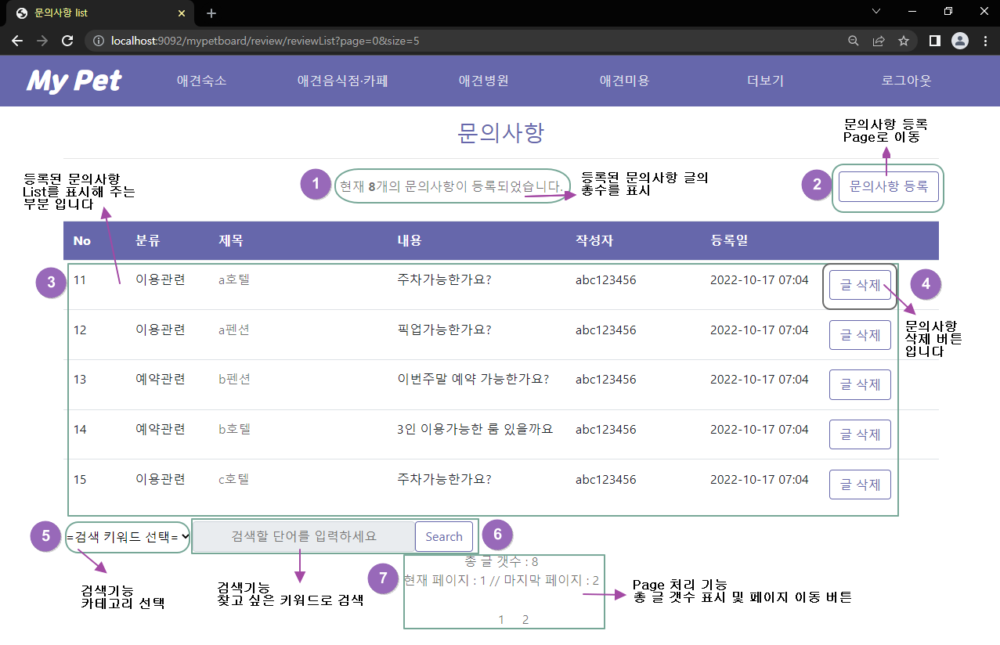 문의사항 list
localhost:9092/mypetboard/review/reviewList?page=0&size=5
My Pet 애견숙소 애견음식점·카페 애견병원 애견미용 더보기 로그아웃
문의사항
문의사항 등록
Page로 이동
등록된 문의사항
List를 표시해 주는
부분 입니다
1
현재 8개의 문의사항이 등록되었습니다.
등록된 문의사항 글의
총수를 표시
2
문의사항 등록
No 분류 제목 내용 작성자 등록일
3
11 이용관련 a호텔 주차가능한가요? abc123456 2022-10-17 07:04 글 삭제
4
12 이용관련 a펜션 픽업가능한가요? abc123456 2022-10-17 07:04 글 삭제
문의사항
삭제 버튼
입니다
13 예약관련 b펜션 이번주말 예약 가능한가요? abc123456 2022-10-17 07:04 글 삭제
14 예약관련 b호텔 3인 이용가능한 룸 있을까요 abc123456 2022-10-17 07:04 글 삭제
15 이용관련 c호텔 주차가능한가요? abc123456 2022-10-17 07:04 글 삭제
5
=검색 키워드 선택=
검색할 단어를 입력하세요
Search
6
7
총 글 갯수 : 8
현재 페이지 : 1 // 마지막 페이지 : 2
1 2
검색기능
카테고리 선택
검색기능
찾고 싶은 키워드로 검색
Page 처리 기능
총 글 갯수 표시 및 페이지 이동 버튼